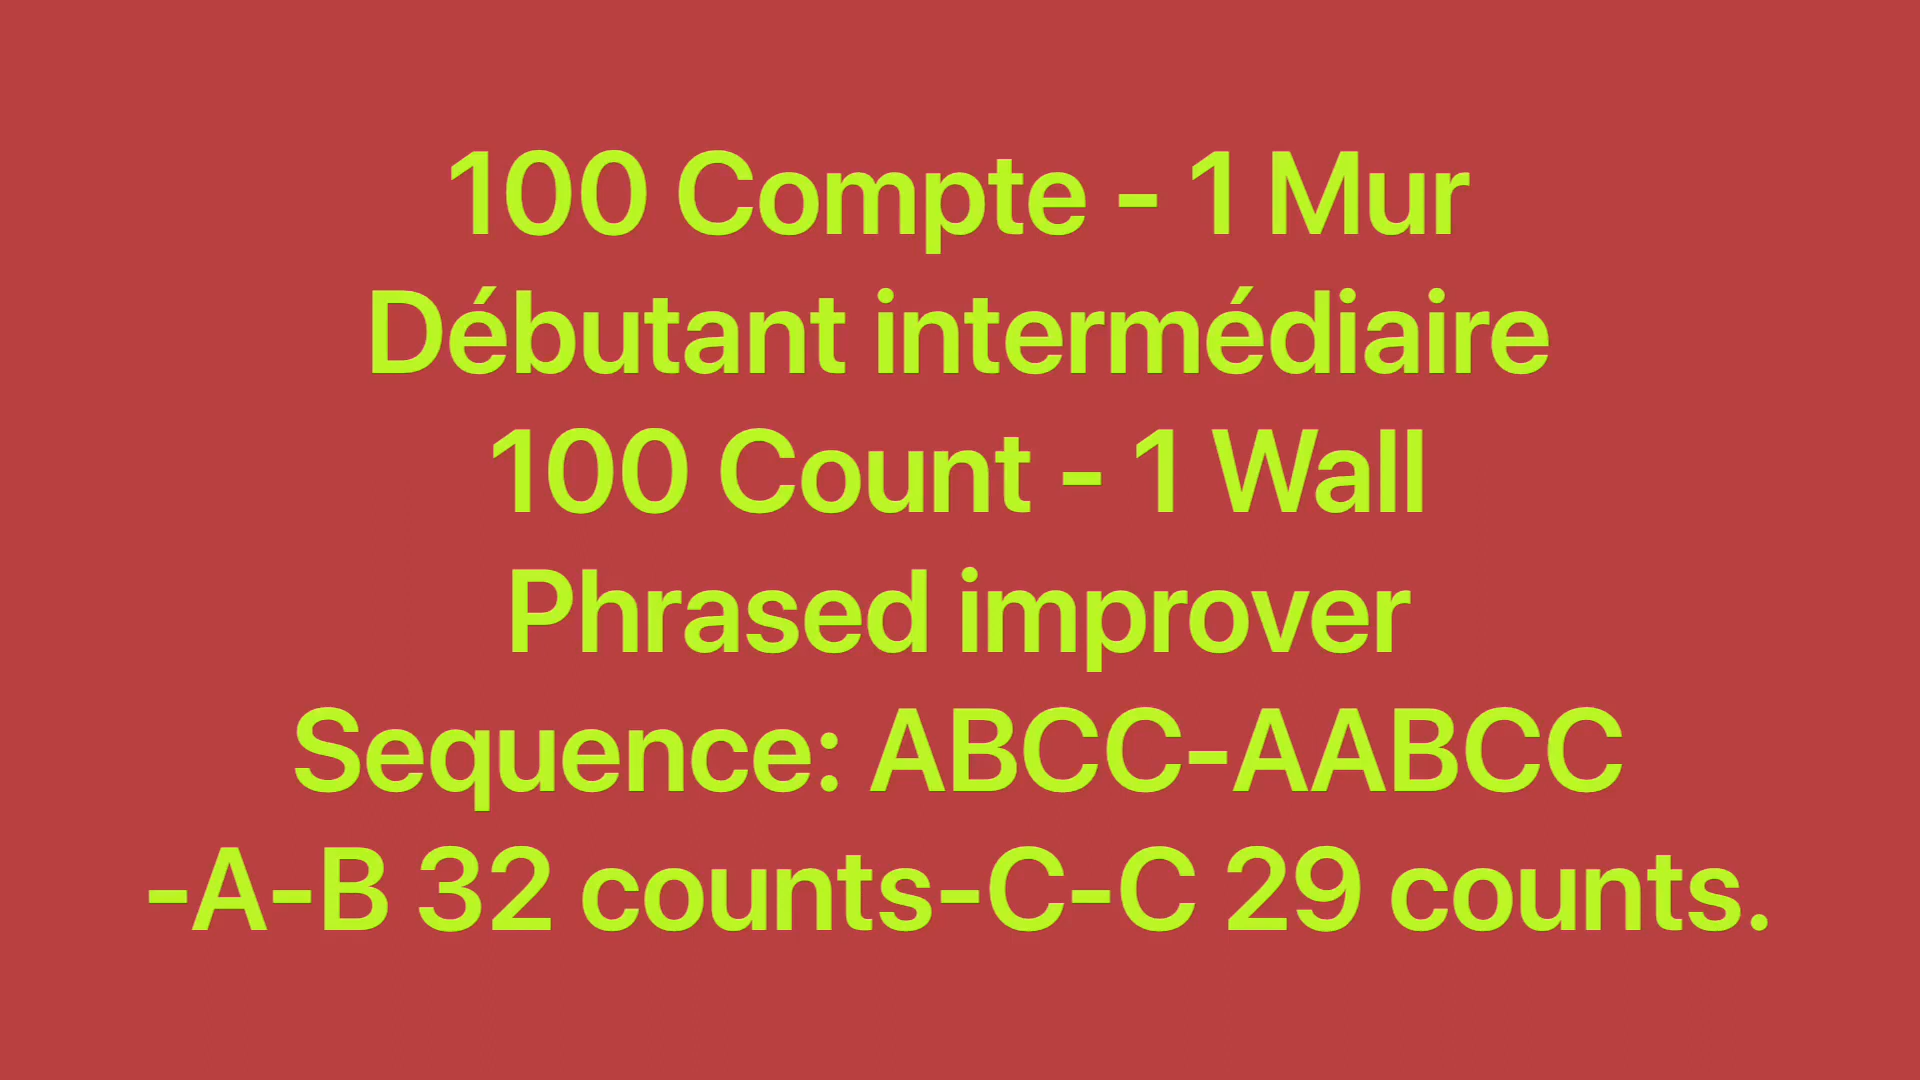 100 Compte - 1 Mur
Débutant intermédiaire
100 Count - 1 Wall
Phrased improver
Sequence: ABCC-AABCC
-A-B 32 counts-C-C 29 counts.